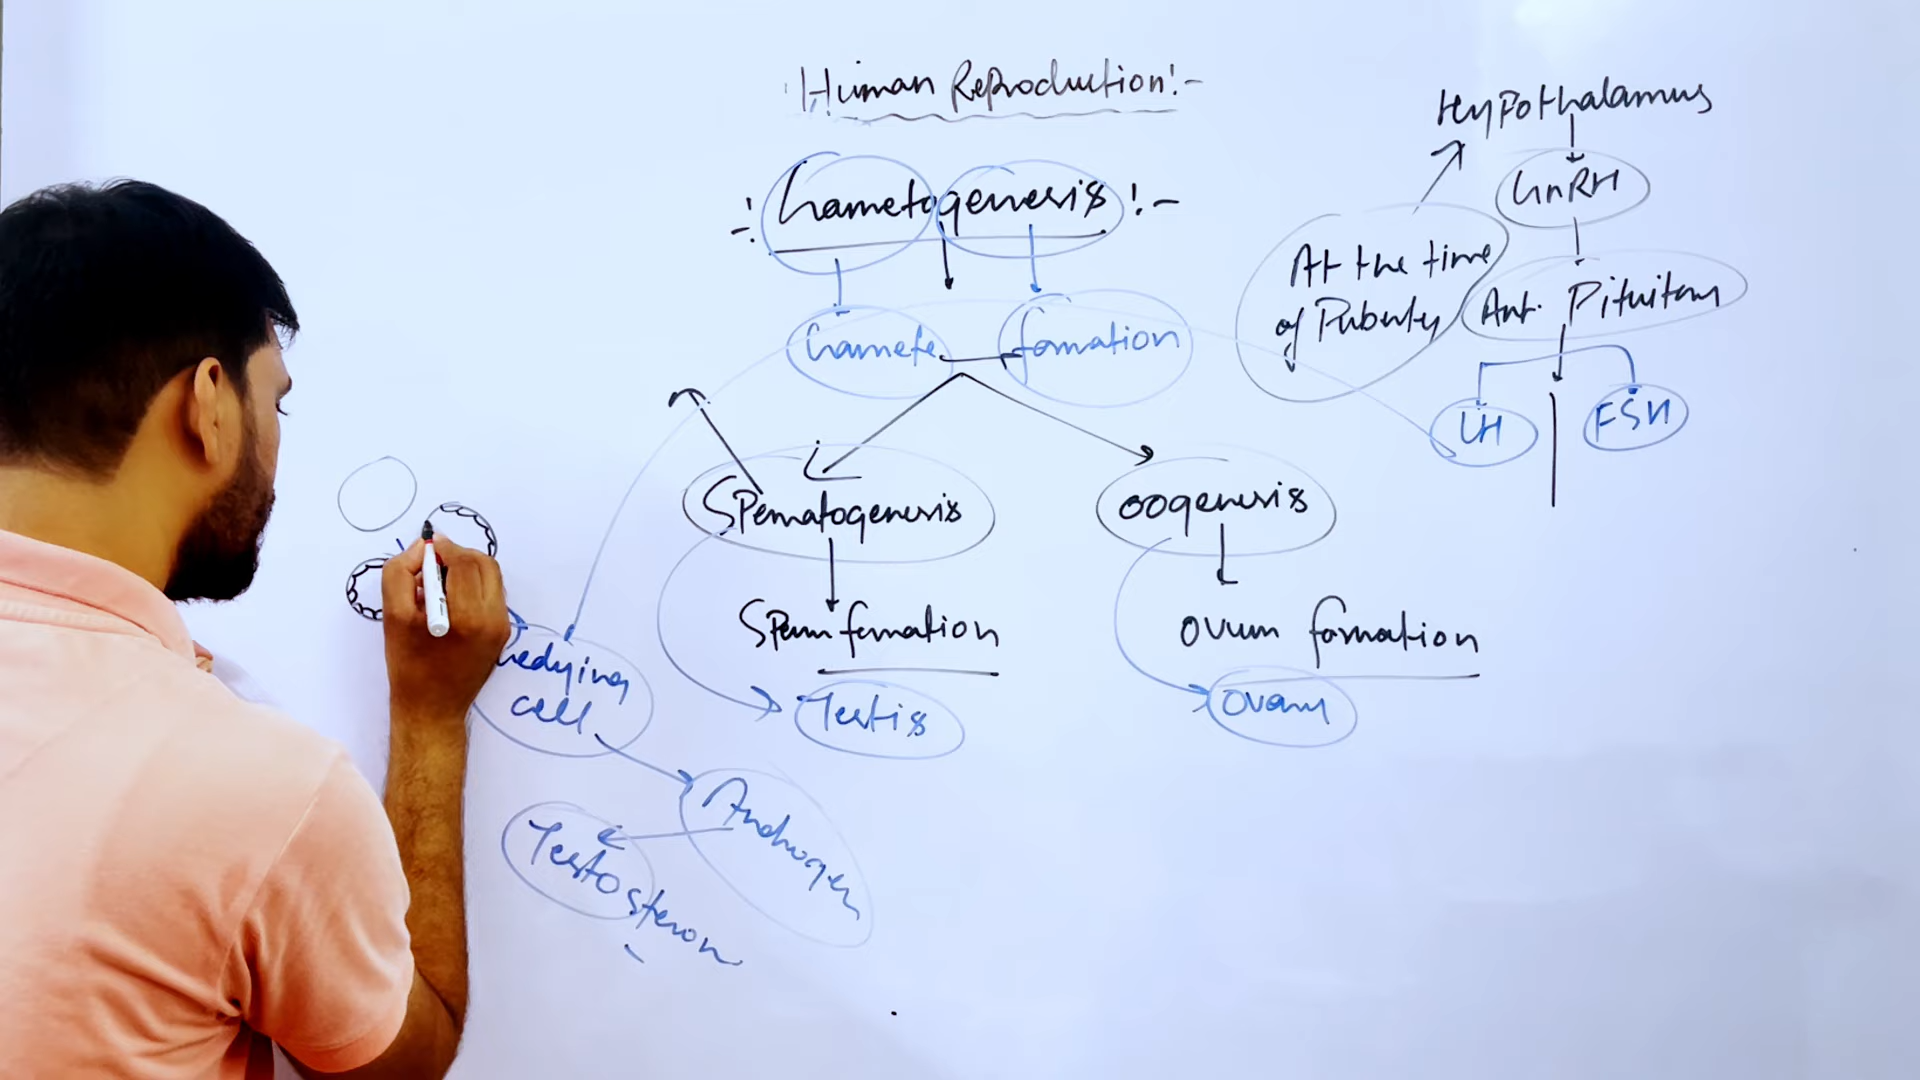 Human Reproduction:-
:- Gametogenesis :-
Gamete formation
Spermatogenesis
oogenesis
Sperm formation
ovum formation
Testis
Ovary
Hypothalamus
GnRH
Ant. Pituitary
At the time
of Puberty
LH
FSH
cell
Androgen
Testosteron